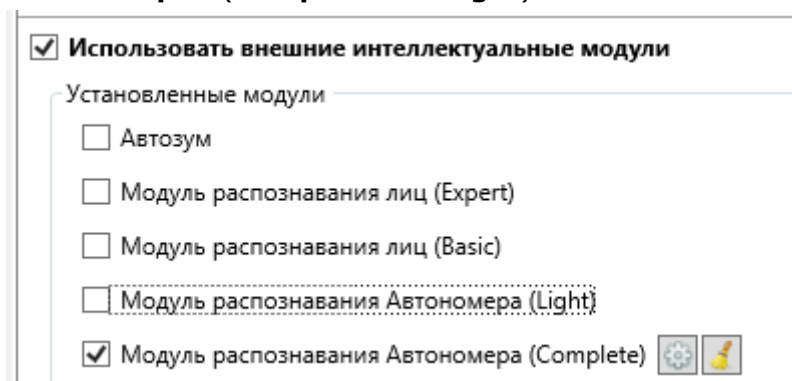 Использовать внешние интеллектуальные модули
Установленные модули
Автозум
Модуль распознавания лиц (Expert)
Модуль распознавания лиц (Basic)
Модуль распознавания Автономера (Light)
Модуль распознавания Автономера (Complete)